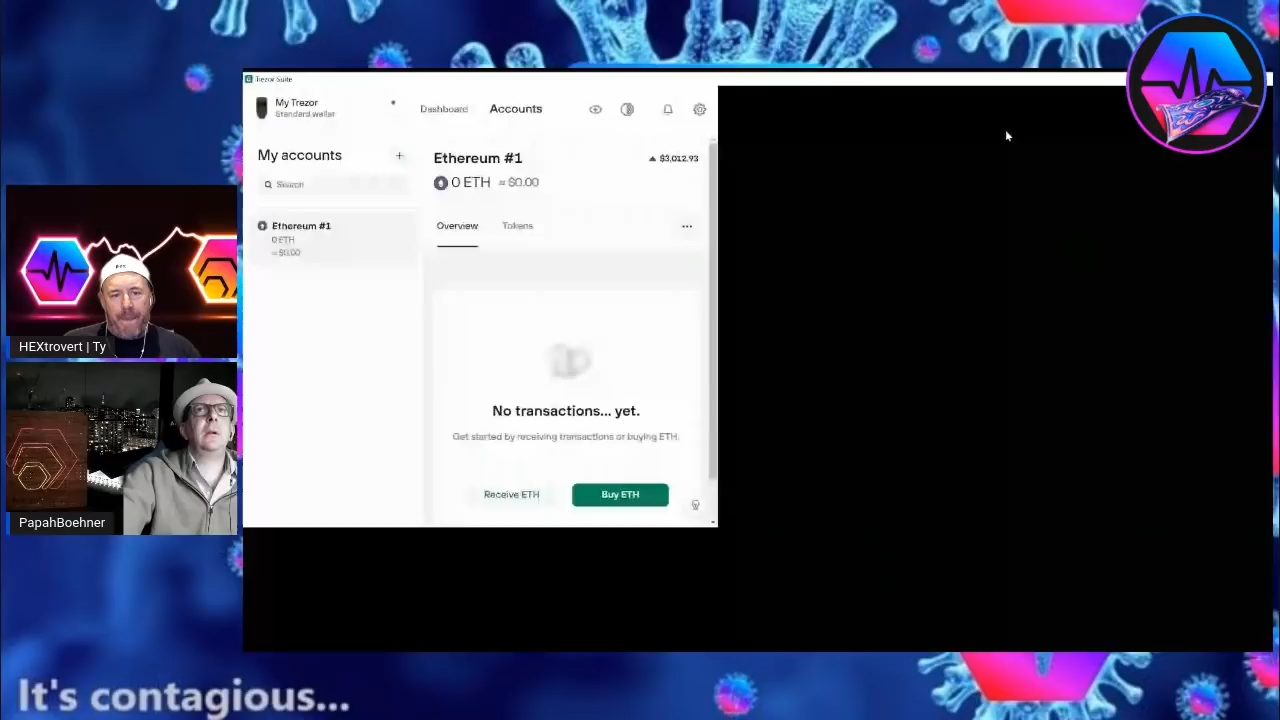 Trezor Suite
My Trezor
Standard wallet
Dashboard
Accounts
My accounts
+
Search
Ethereum #1
0 ETH
≈ $0.00
Ethereum #1
$3,012.93
0 ETH ≈ $0.00
Overview
Tokens
No transactions... yet.
Get started by receiving transactions or buying ETH.
Receive ETH
Buy ETH
HEXtrovert | Ty
PapahBoehner
It's contagious...